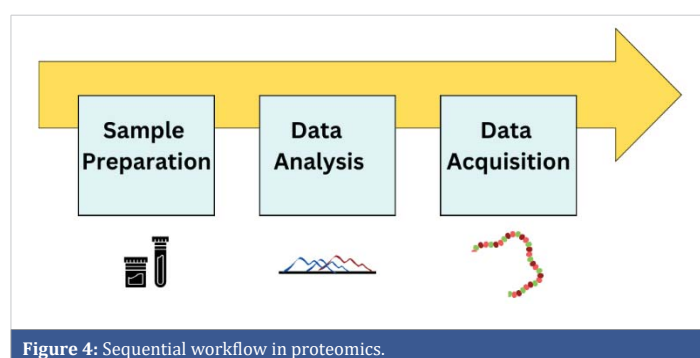 Sample
Preparation
Data
Analysis
Data
Acquisition
Figure 4: Sequential workflow in proteomics.